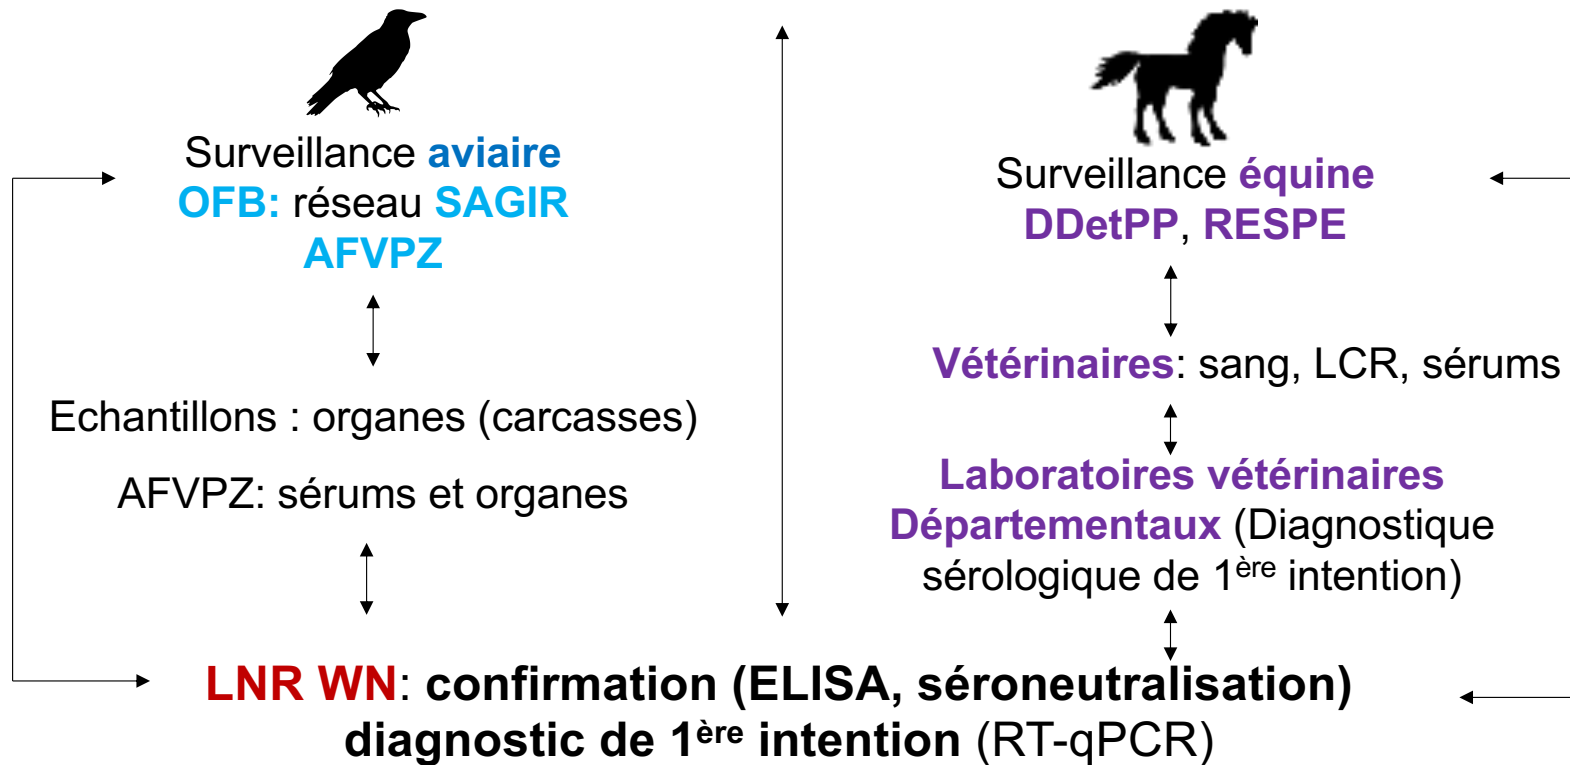 Surveillance aviaire
OFB: réseau SAGIR
AFVPZ
Echantillons : organes (carcasses)
AFVPZ: sérums et organes
Surveillance équine
DDetPP, RESPE
Vétérinaires: sang, LCR, sérums
Laboratoires vétérinaires
Départementaux (Diagnostique
sérologique de 1ère intention)
LNR WN: confirmation (ELISA, séroneutralisation)
diagnostic de 1ère intention (RT-qPCR)